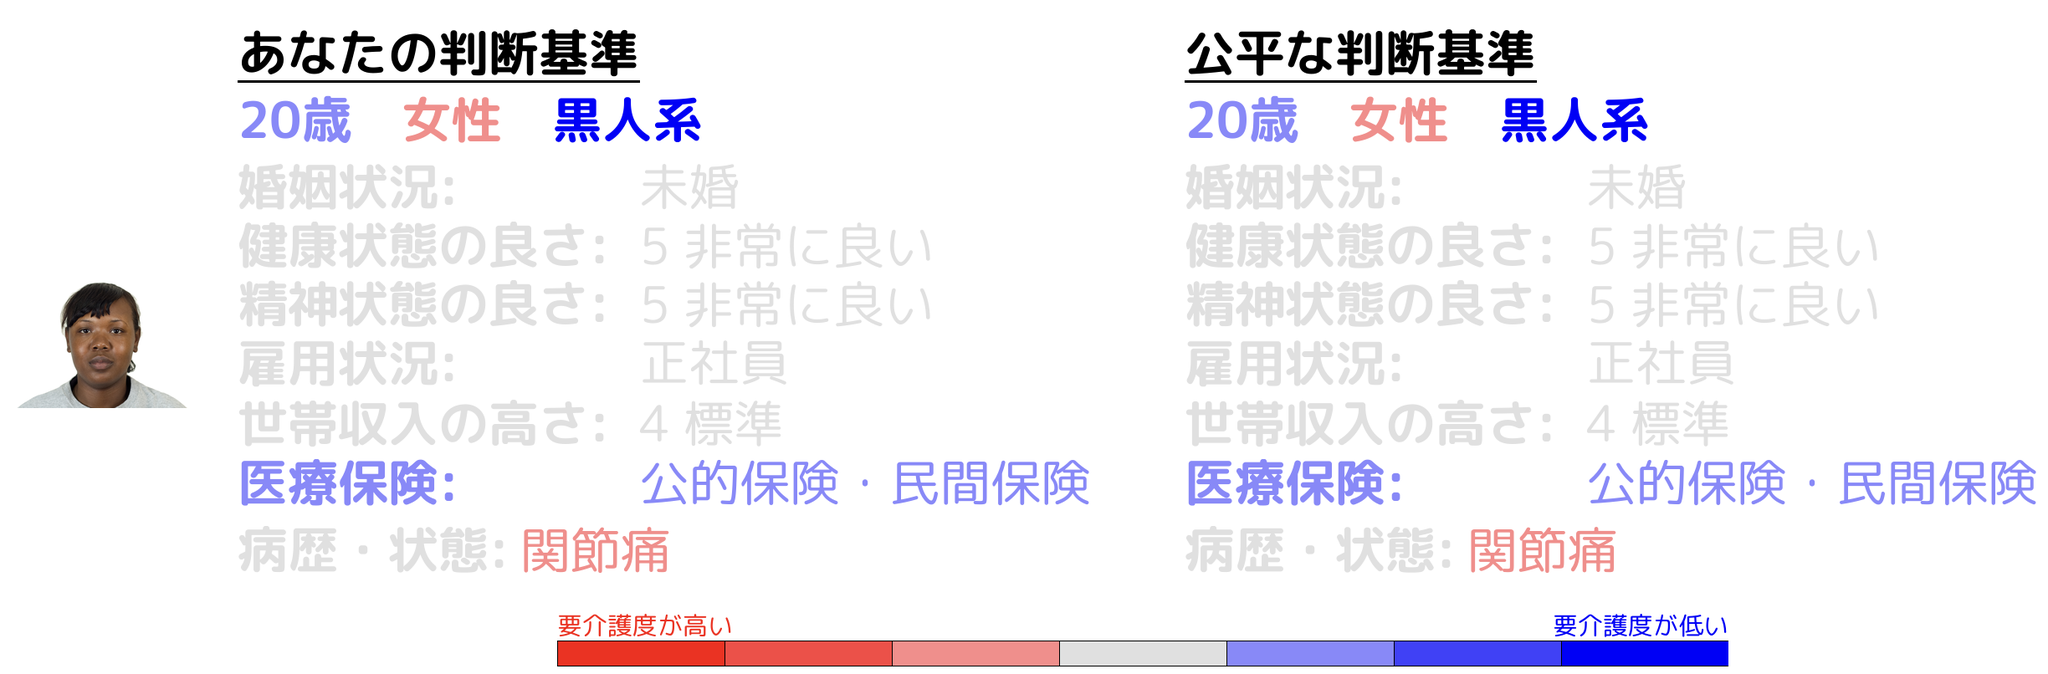 あなたの判断基準
20歳 女性 黒人系
婚姻状況: 未婚
健康状態の良さ: 5 非常に良い
精神状態の良さ: 5 非常に良い
雇用状況: 正社員
世帯収入の高さ: 4 標準
医療保険: 公的保険・民間保険
病歴・状態: 関節痛
公平な判断基準
20歳 女性 黒人系
婚姻状況: 未婚
健康状態の良さ: 5 非常に良い
精神状態の良さ: 5 非常に良い
雇用状況: 正社員
世帯収入の高さ: 4 標準
医療保険: 公的保険・民間保険
病歴・状態: 関節痛
要介護度が高い
要介護度が低い